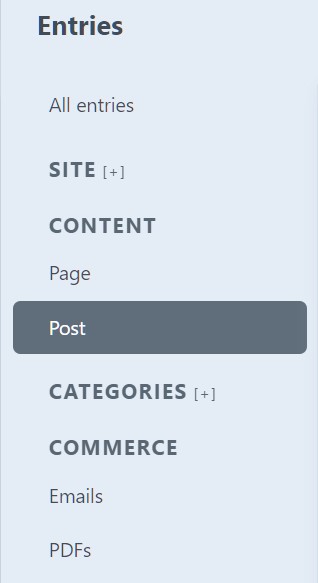 Entries
All entries
SITE [+]
CONTENT
Page
Post
CATEGORIES [+]
COMMERCE
Emails
PDFs